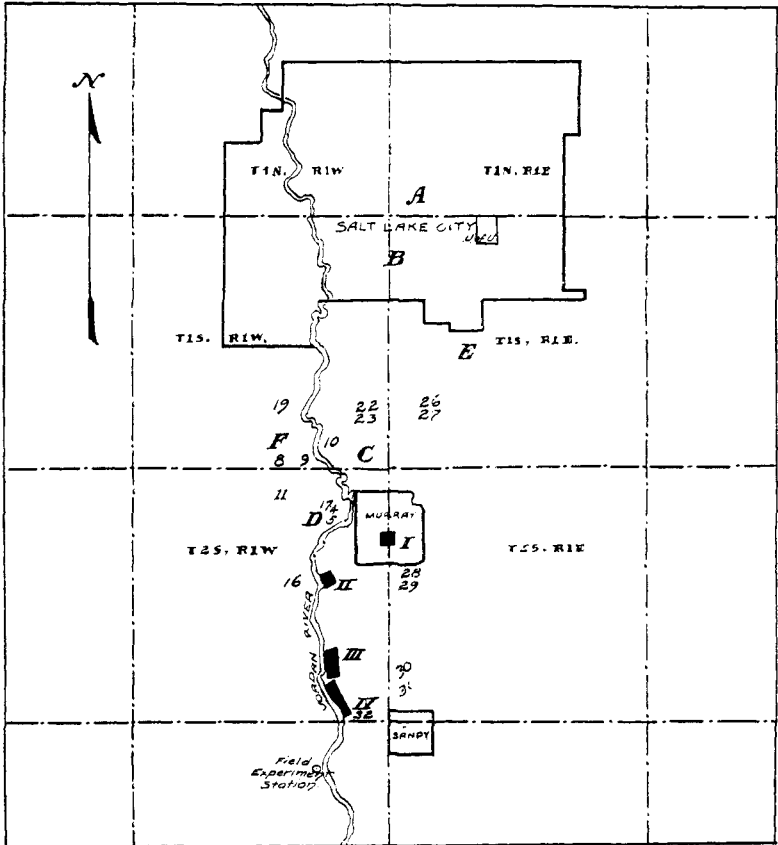 N
T1N, R1W
T1N, R1E
A
SALT LAKE CITY
U of U
B
T1S, R1W.
T1S, R1E.
E
19
22
23
26
27
F
10
8 9
C
11
17 4
D 5
MURRAY
I
T2S, R1W
T2S, R1E
16
II
28
29
JORDAN RIVER
III
30
31
IV
32
SANDY
Field
Experiment
Station